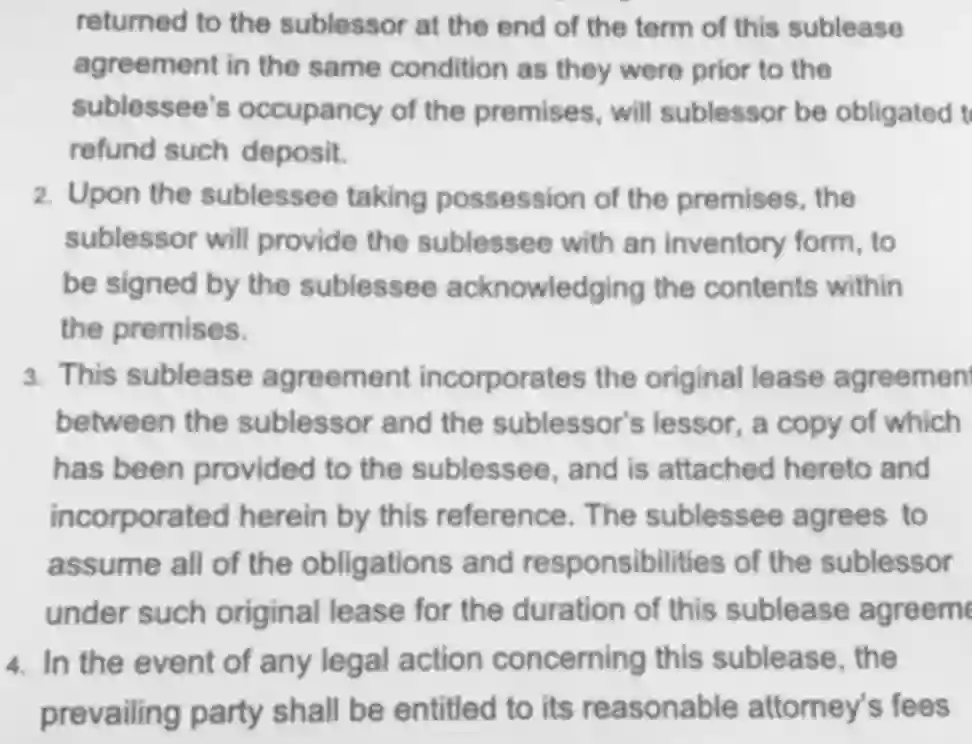 returned to the sublessor at the end of the term of this sublease
agreement in the same condition as they were prior to the
sublessee's occupancy of the premises, will sublessor be obligated
refund such deposit.
2. Upon the sublessee taking possession of the premises, the
sublessor will provide the sublessee with an inventory form, to
be signed by the sublessee acknowledging the contents within
the premises.
3. This sublease agreement incorporates the original lease agreement
between the sublessor and the sublessor's lessor, a copy of which
has been provided to the sublessee, and is attached hereto and
incorporated herein by this reference. The sublessee agrees to
assume all of the obligations and responsibilities of the sublessor
under such original lease for the duration of this sublease
4. In the event of any legal action concerning this sublease, the
prevailing party shall be entitled to its reasonable attorney's fees